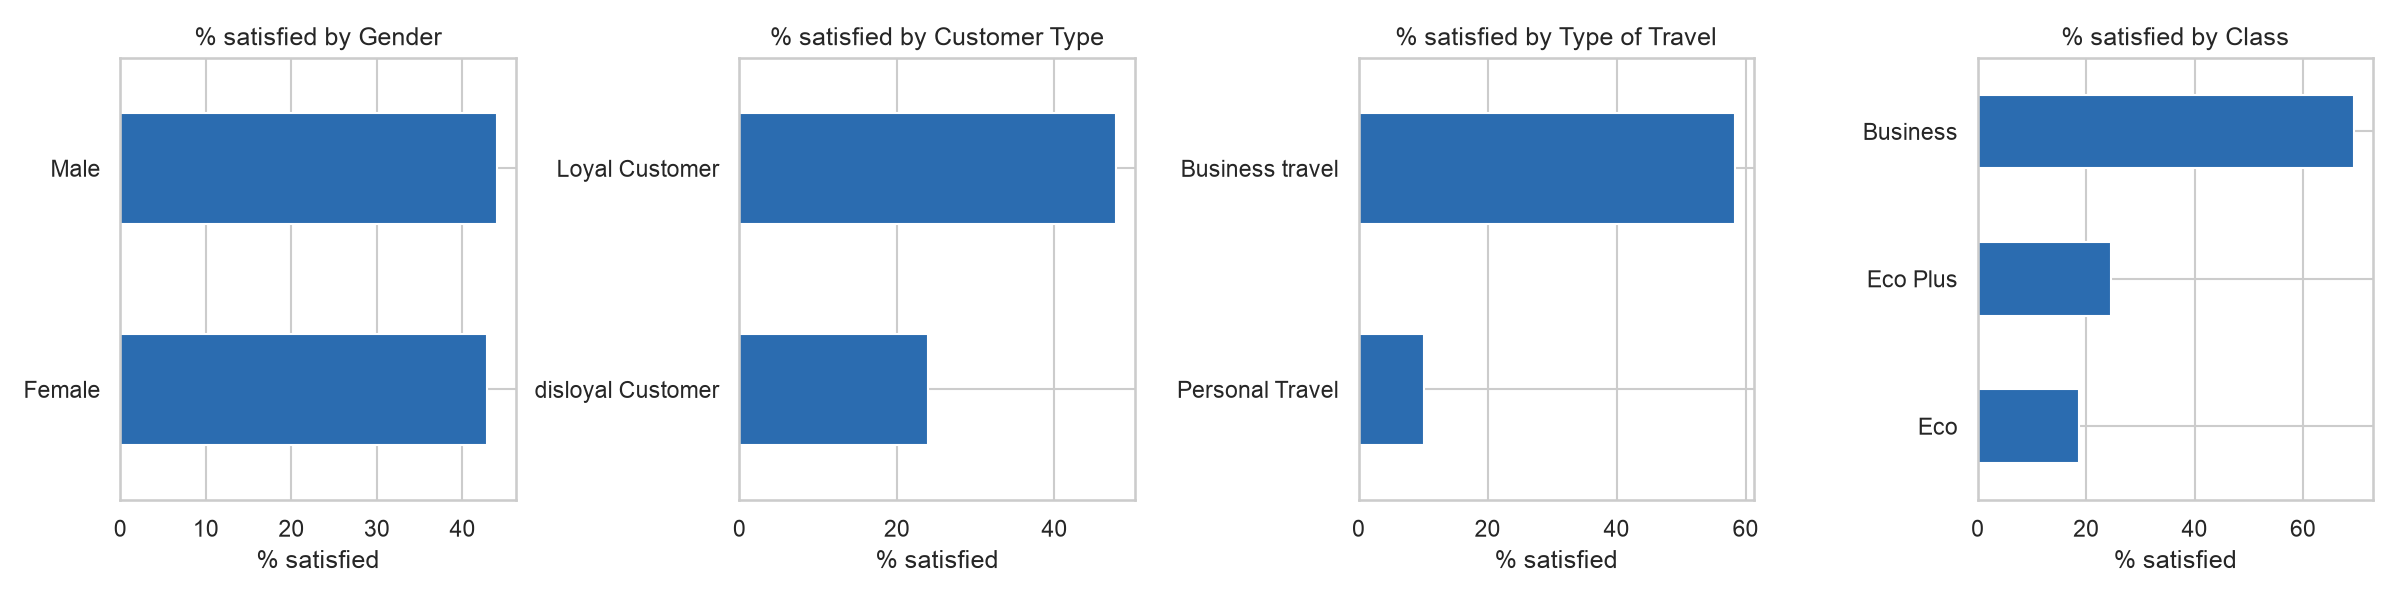 % satisfied by Gender
Male
Female
0 10 20 30 40
% satisfied
% satisfied by Customer Type
Loyal Customer
disloyal Customer
0 20 40
% satisfied
% satisfied by Type of Travel
Business travel
Personal Travel
0 20 40 60
% satisfied
% satisfied by Class
Business
Eco Plus
Eco
0 20 40 60
% satisfied